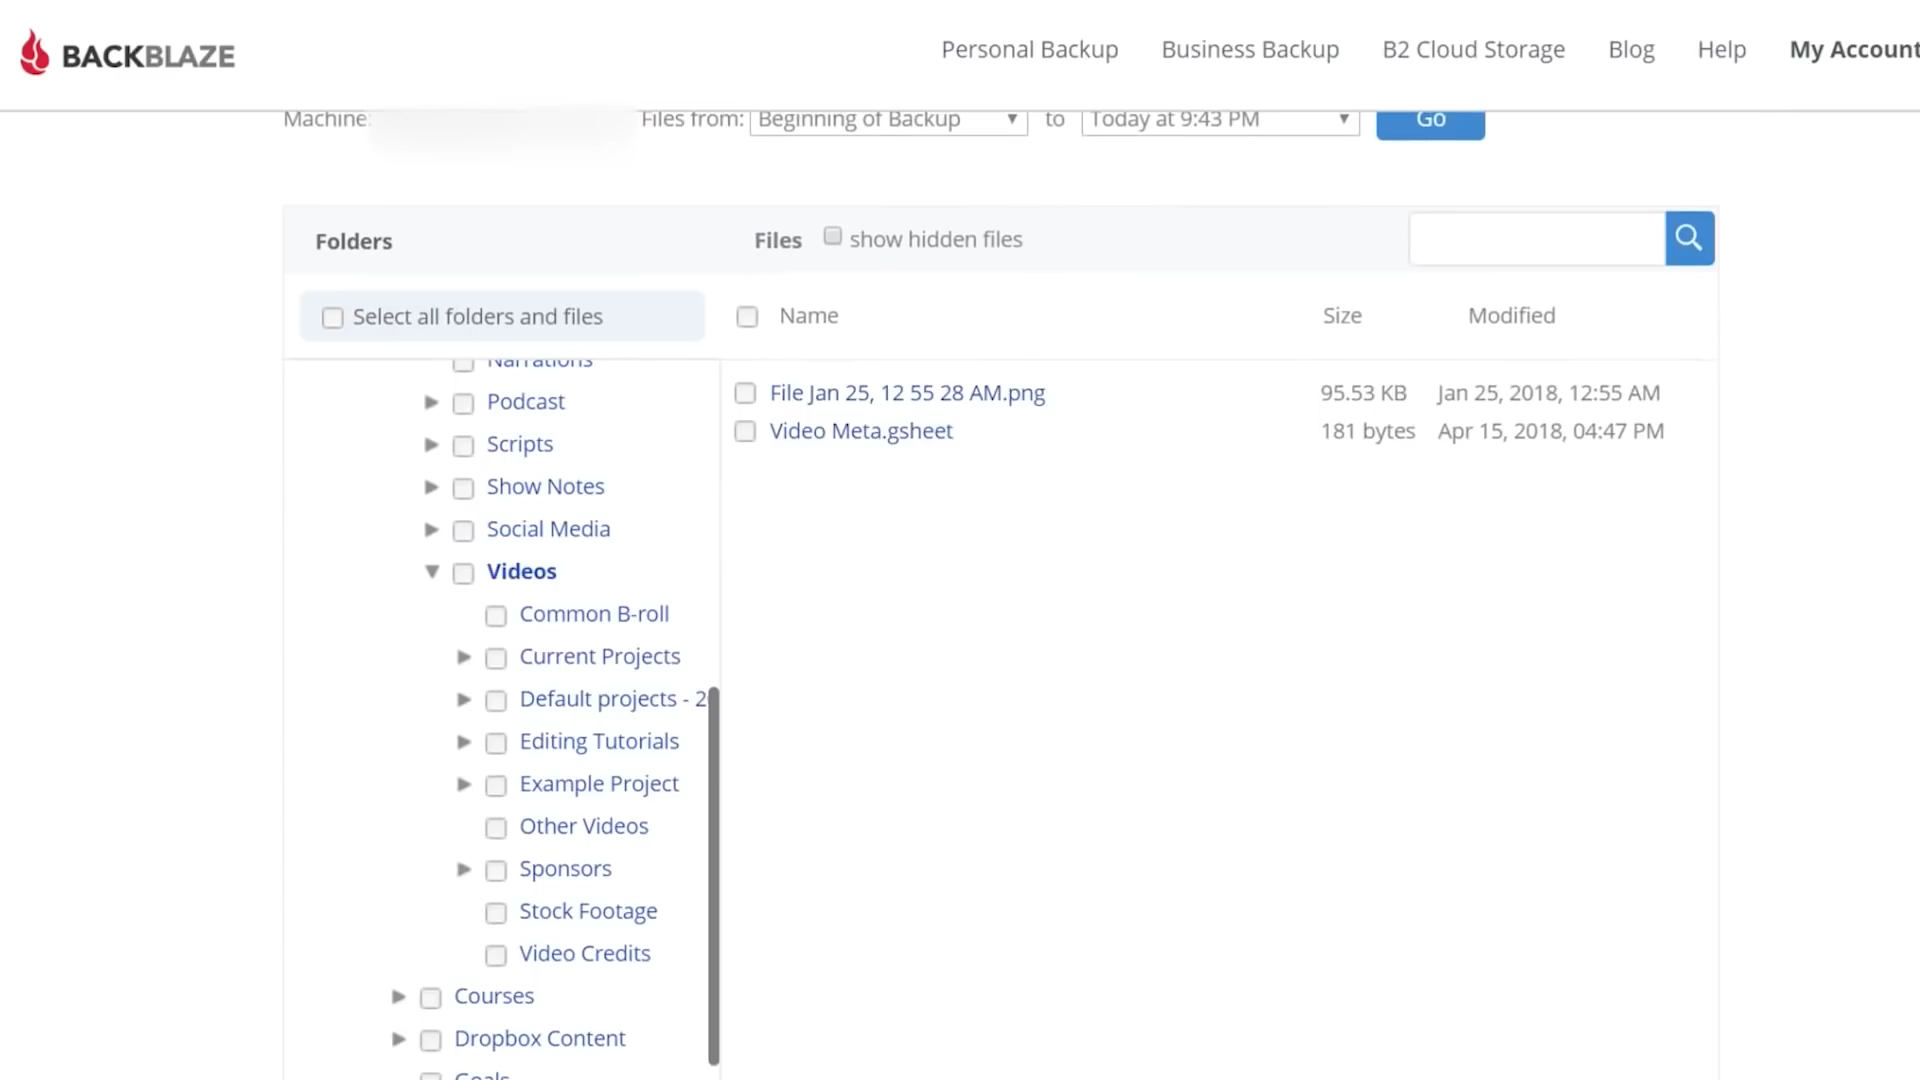 BACKBLAZE
Personal Backup Business Backup B2 Cloud Storage Blog Help My Account
Machine: Files from: Beginning of Backup to Today at 9:43 PM Go
Folders Files show hidden files
Select all folders and files Name Size Modified
Narrations
File Jan 25, 12 55 28 AM.png 95.53 KB Jan 25, 2018, 12:55 AM
Podcast
Video Meta.gsheet 181 bytes Apr 15, 2018, 04:47 PM
Scripts
Show Notes
Social Media
Videos
Common B-roll
Current Projects
Default projects - 2
Editing Tutorials
Example Project
Other Videos
Sponsors
Stock Footage
Video Credits
Courses
Dropbox Content
Goals